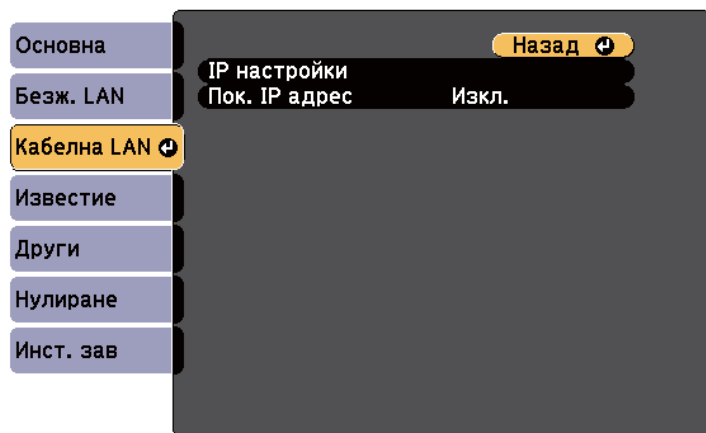 Основна
Безж. LAN
Кабелна LAN
Известие
Други
Нулиране
Инст. зав
Назад
IP настройки
Пок. IP адрес Изкл.